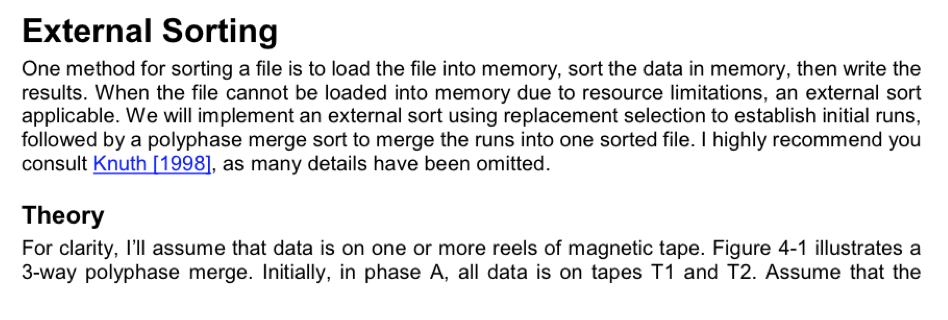 External Sorting
One method for sorting a file is to load the file into memory, sort the data in memory, then write the
results. When the file cannot be loaded into memory due to resource limitations, an external sort
applicable. We will implement an external sort using replacement selection to establish initial runs,
followed by a polyphase merge sort to merge the runs into one sorted file. I highly recommend you
consult Knuth [1998], as many details have been omitted.
Theory
For clarity, I'll assume that data is on one or more reels of magnetic tape. Figure 4-1 illustrates a
3-way polyphase merge. Initially, in phase A, all data is on tapes T1 and T2. Assume that the